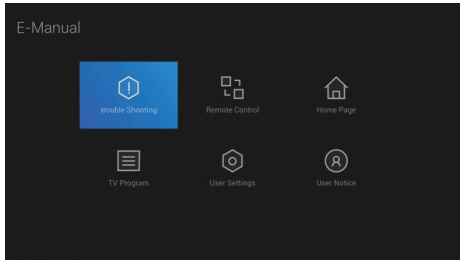 E-Manual
trouble Shooting
Remote Control
Home Page
TV Program
User Settings
User Notice